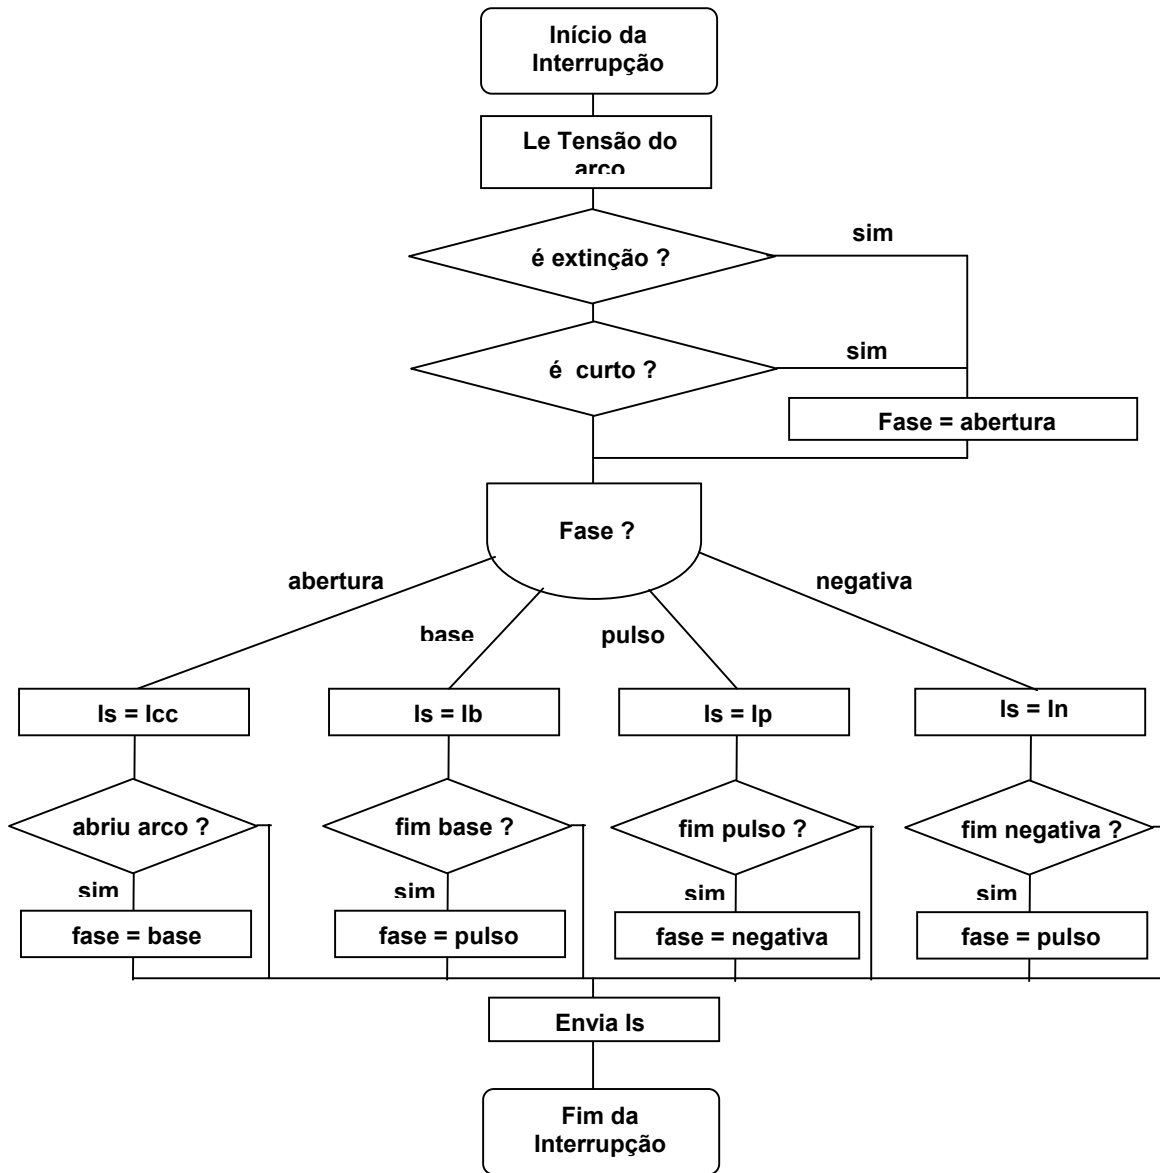 Início da
Interrupção
Le Tensão do
arco
é extinção ?
sim
é curto ?
sim
Fase = abertura
Fase ?
abertura
base
pulso
negativa
Is = Icc
Is = Ib
Is = Ip
Is = In
abriu arco ?
fim base ?
fim pulso ?
fim negativa ?
sim
sim
sim
sim
fase = base
fase = pulso
fase = negativa
fase = pulso
Envia Is
Fim da
Interrupção